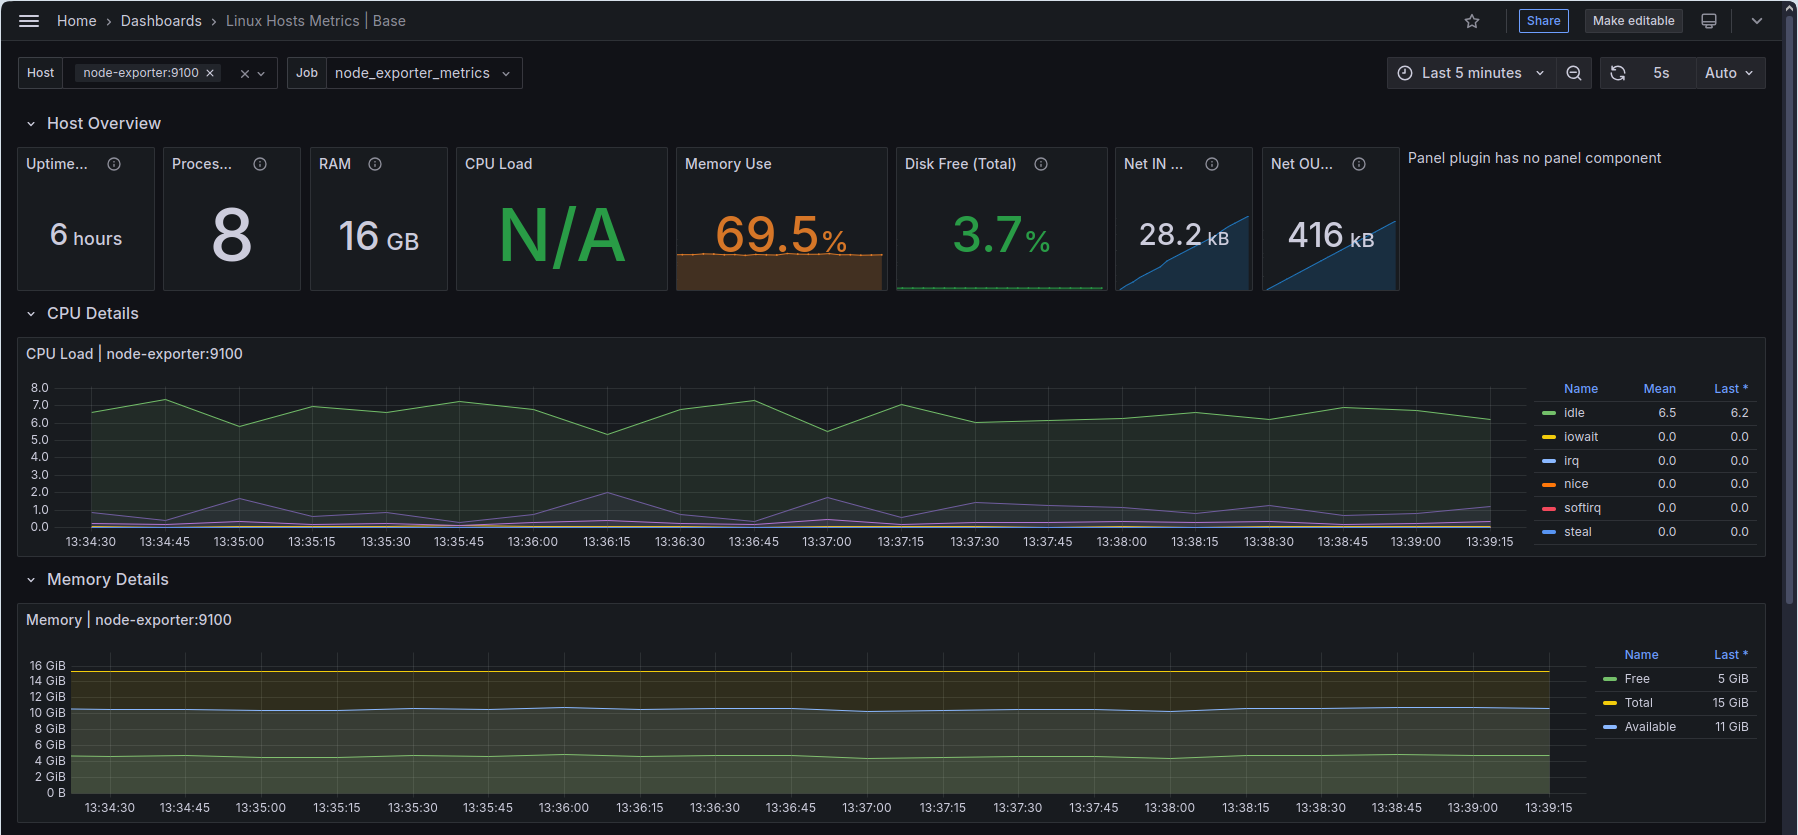 Home › Dashboards › Linux Hosts Metrics | Base
Share
Make editable
Host
node-exporter:9100
Job
node_exporter_metrics
Last 5 minutes
5s
Auto
Host Overview
Uptime...
6 hours
Proces...
8
RAM
16 GB
CPU Load
N/A
Memory Use
69.5%
Disk Free (Total)
3.7%
Net IN ...
28.2 kB
Net OU...
416 kB
Panel plugin has no panel component
CPU Details
CPU Load | node-exporter:9100
8.0
7.0
6.0
5.0
4.0
3.0
2.0
1.0
0.0
13:34:30 13:34:45 13:35:00 13:35:15 13:35:30 13:35:45 13:36:00 13:36:15 13:36:30 13:36:45 13:37:00 13:37:15 13:37:30 13:37:45 13:38:00 13:38:15 13:38:30 13:38:45 13:39:00 13:39:15
Name Mean Last *
idle 6.5 6.2
iowait 0.0 0.0
irq 0.0 0.0
nice 0.0 0.0
softirq 0.0 0.0
steal 0.0 0.0
Memory Details
Memory | node-exporter:9100
16 GiB
14 GiB
12 GiB
10 GiB
8 GiB
6 GiB
4 GiB
2 GiB
0 B
13:34:30 13:34:45 13:35:00 13:35:15 13:35:30 13:35:45 13:36:00 13:36:15 13:36:30 13:36:45 13:37:00 13:37:15 13:37:30 13:37:45 13:38:00 13:38:15 13:38:30 13:38:45 13:39:00 13:39:15
Name Last *
Free 5 GiB
Total 15 GiB
Available 11 GiB